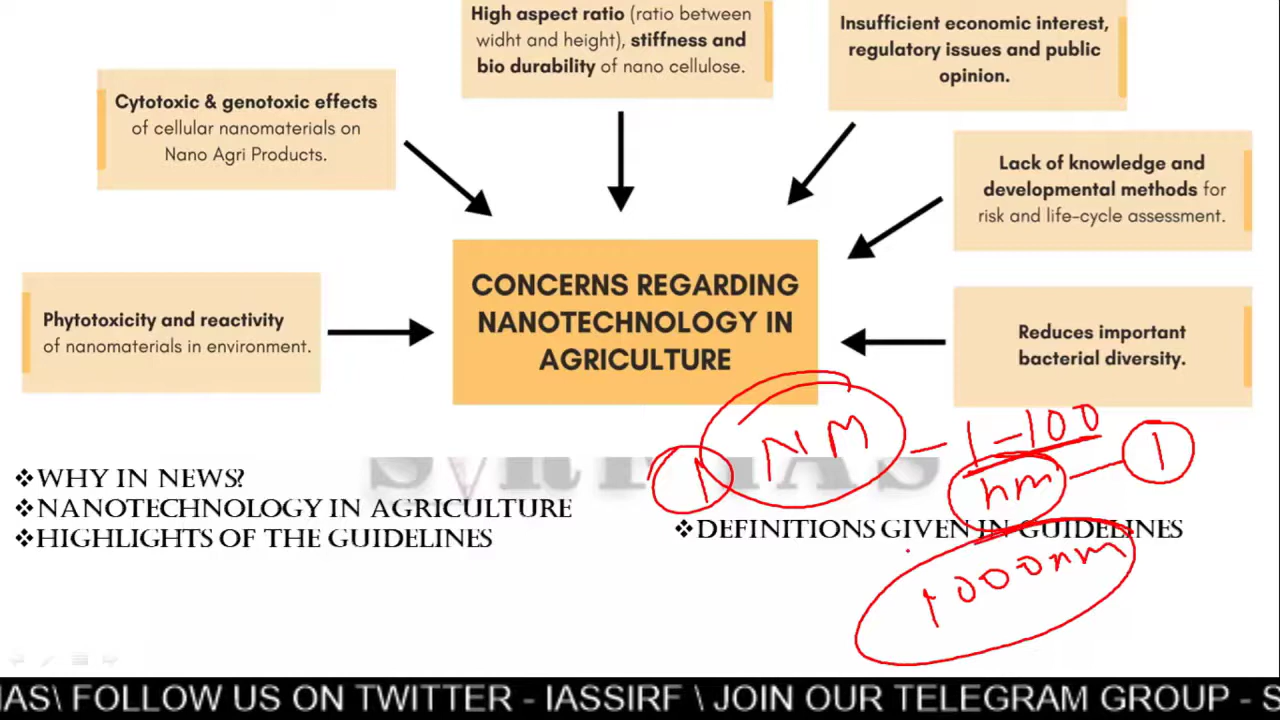 High aspect ratio (ratio between
widht and height), stiffness and
bio durability of nano cellulose.
Insufficient economic interest,
regulatory issues and public
opinion.
Cytotoxic & genotoxic effects
of cellular nanomaterials on
Nano Agri Products.
Lack of knowledge and
developmental methods for
risk and life-cycle assessment.
CONCERNS REGARDING
NANOTECHNOLOGY IN
AGRICULTURE
Phytotoxicity and reactivity
of nanomaterials in environment.
Reduces important
bacterial diversity.
NM - 1-100
nm - 1
1000nm
❖WHY IN NEWS?
❖NANOTECHNOLOGY IN AGRICULTURE
❖HIGHLIGHTS OF THE GUIDELINES
❖DEFINITIONS GIVEN IN GUIDELINES
IAS\ FOLLOW US ON TWITTER - IASSIRF \ JOIN OUR TELEGRAM GROUP - S